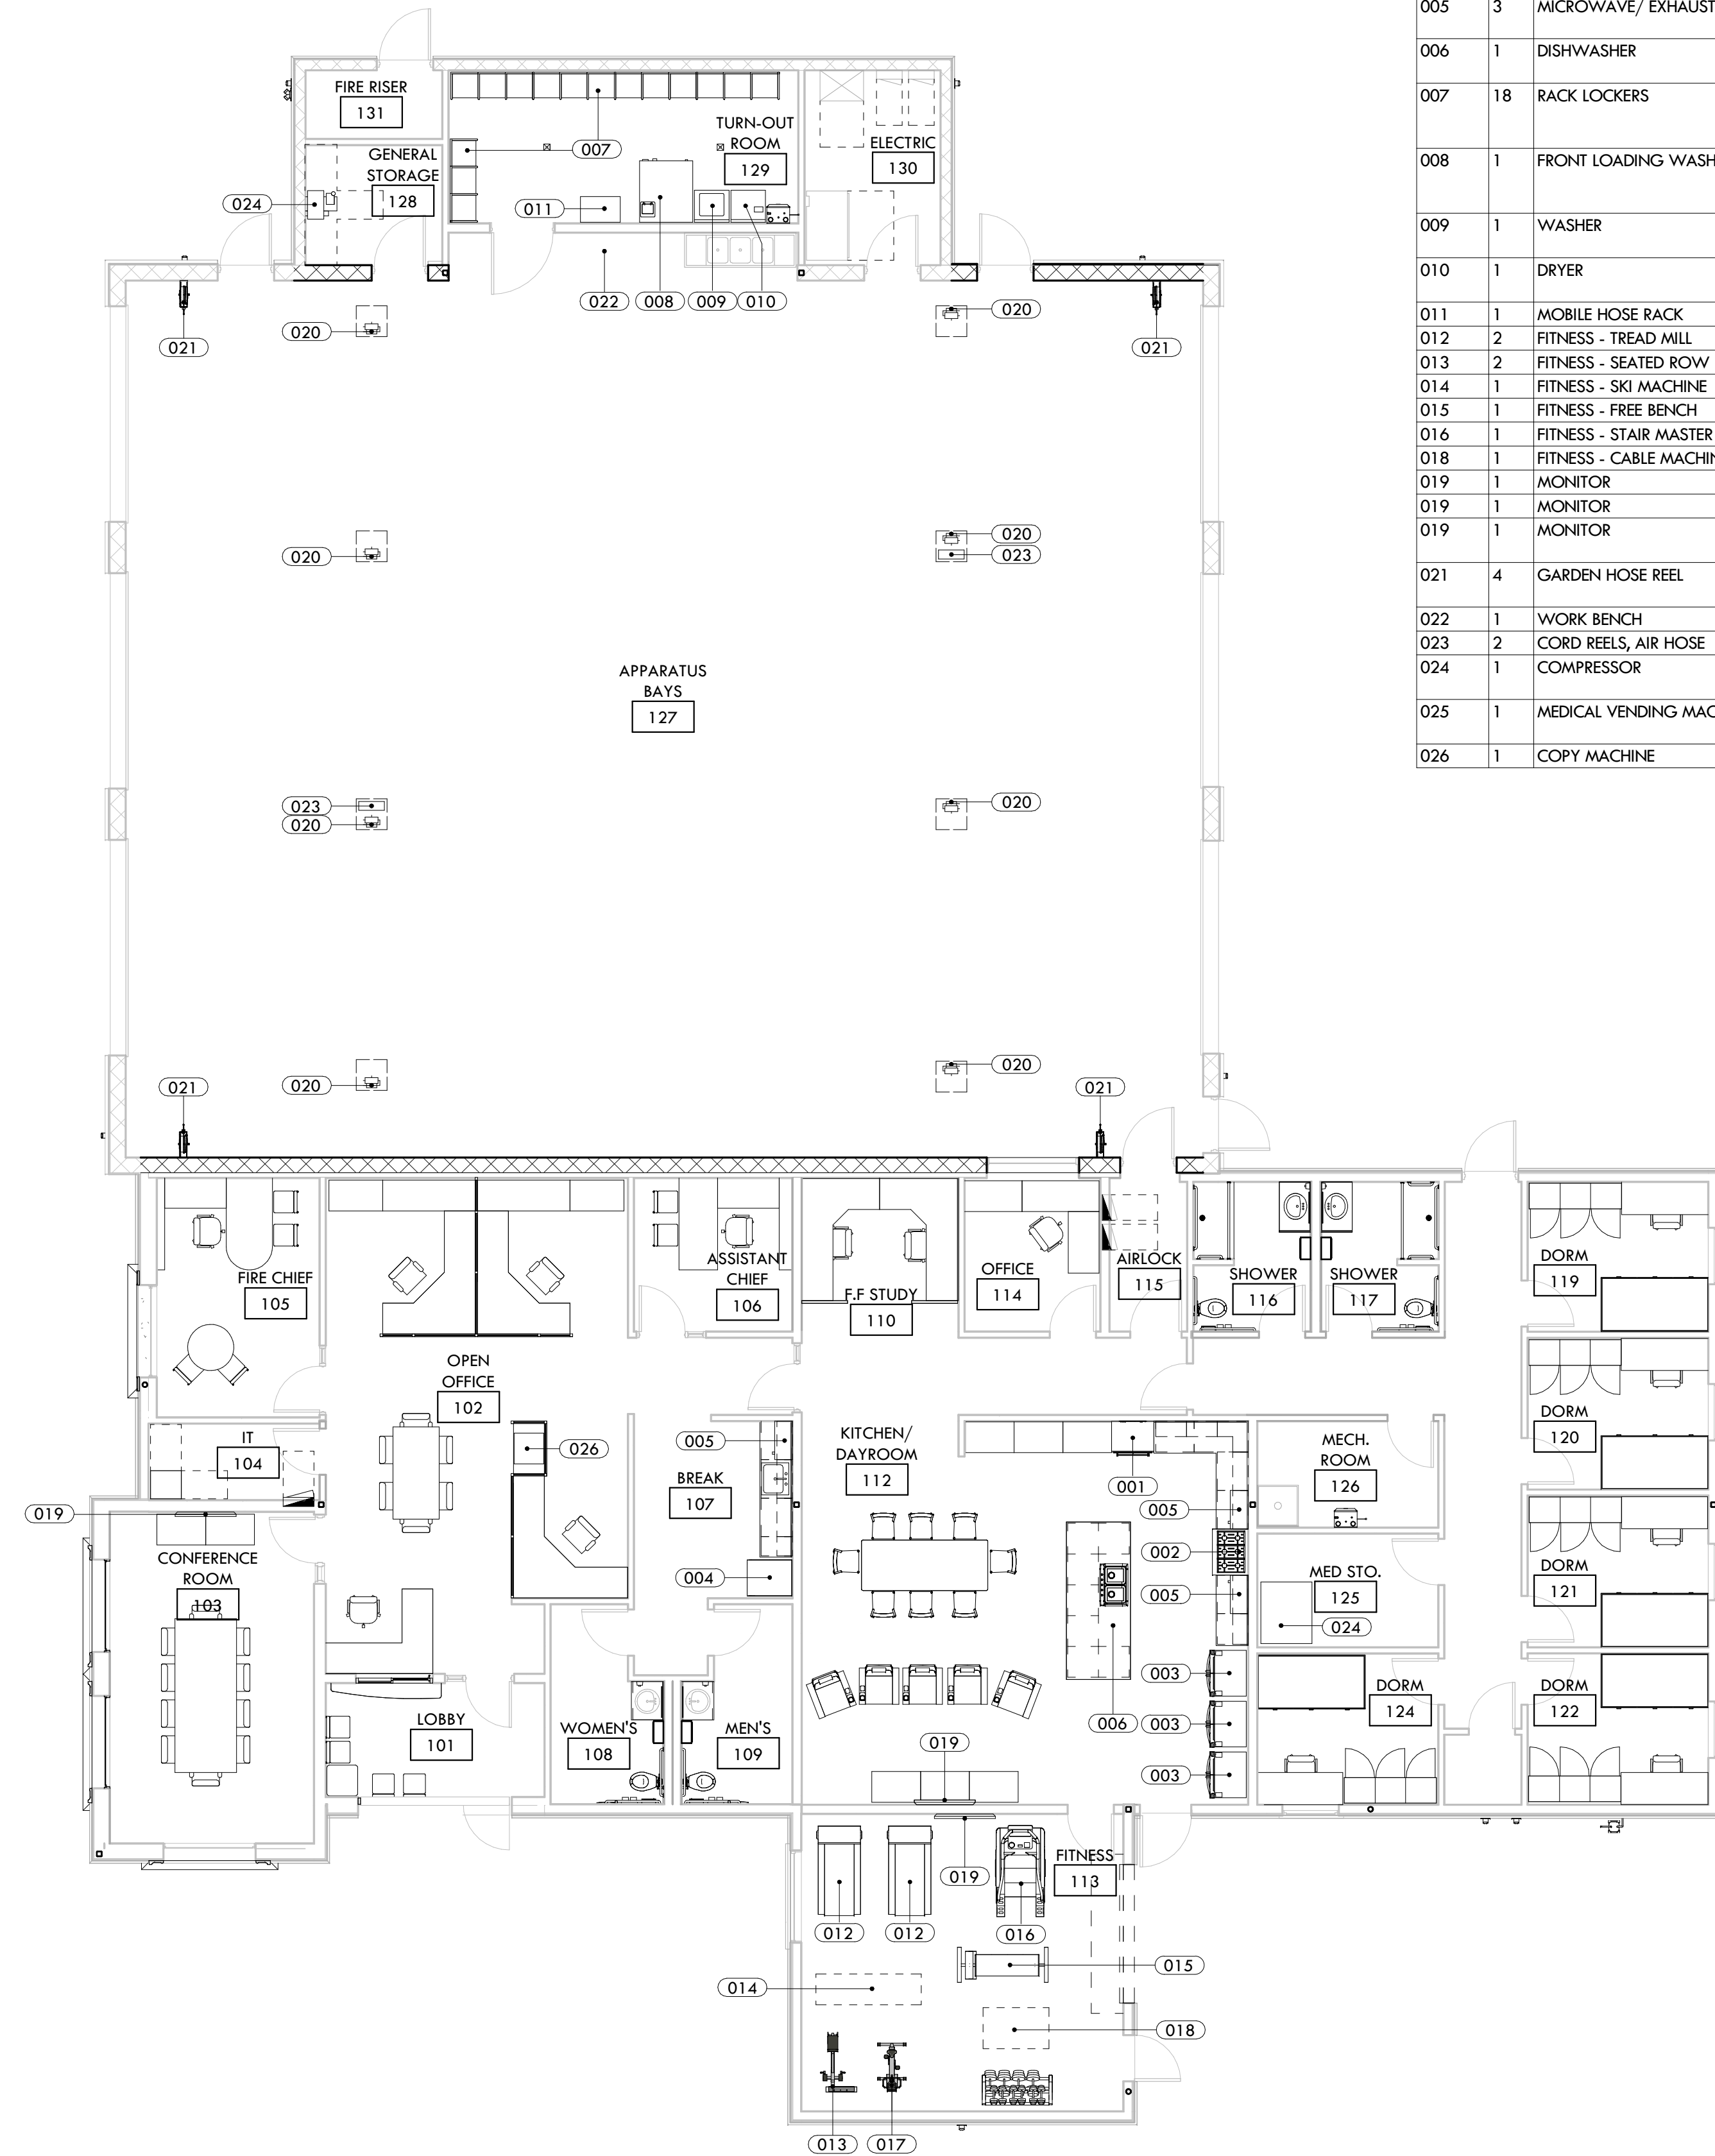 005 3 MICROWAVE/ EXHAUST
006 1 DISHWASHER
007 18 RACK LOCKERS
008 1 FRONT LOADING WASH
009 1 WASHER
010 1 DRYER
011 1 MOBILE HOSE RACK
012 2 FITNESS - TREAD MILL
013 2 FITNESS - SEATED ROW
014 1 FITNESS - SKI MACHINE
015 1 FITNESS - FREE BENCH
016 1 FITNESS - STAIR MASTER
018 1 FITNESS - CABLE MACHIN
019 1 MONITOR
019 1 MONITOR
019 1 MONITOR
021 4 GARDEN HOSE REEL
022 1 WORK BENCH
023 2 CORD REELS, AIR HOSE
024 1 COMPRESSOR
025 1 MEDICAL VENDING MAC
026 1 COPY MACHINE
FIRE RISER
131
GENERAL
STORAGE
128
024
007
TURN-OUT
ROOM
129
ELECTRIC
130
011
022
008
009
010
021
020
020
021
020
020
023
APPARATUS
BAYS
127
023
020
020
021
020
020
021
FIRE CHIEF
105
ASSISTANT
CHIEF
106
F.F STUDY
110
OFFICE
114
AIRLOCK
115
SHOWER
116
SHOWER
117
DORM
119
OPEN
OFFICE
102
IT
104
026
005
BREAK
107
004
KITCHEN/
DAYROOM
112
001
005
002
005
MECH.
ROOM
126
DORM
120
019
CONFERENCE
ROOM
103
MED STO.
125
024
DORM
121
LOBBY
101
WOMEN'S
108
MEN'S
109
003
006
003
003
019
DORM
124
DORM
122
FITNESS
113
019
012
012
016
015
014
018
013
017